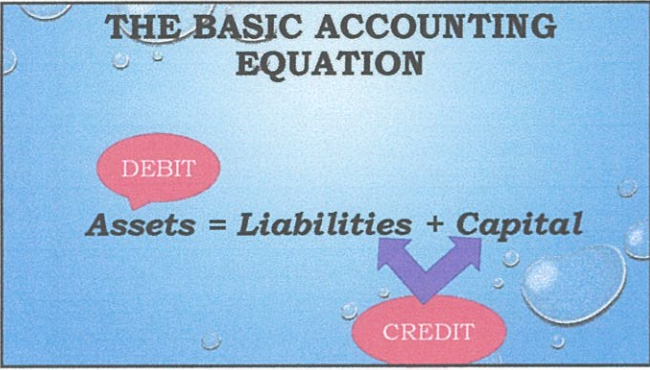 THE BASIC ACCOUNTING
EQUATION
DEBIT
Assets = Liabilities + Capital
CREDIT